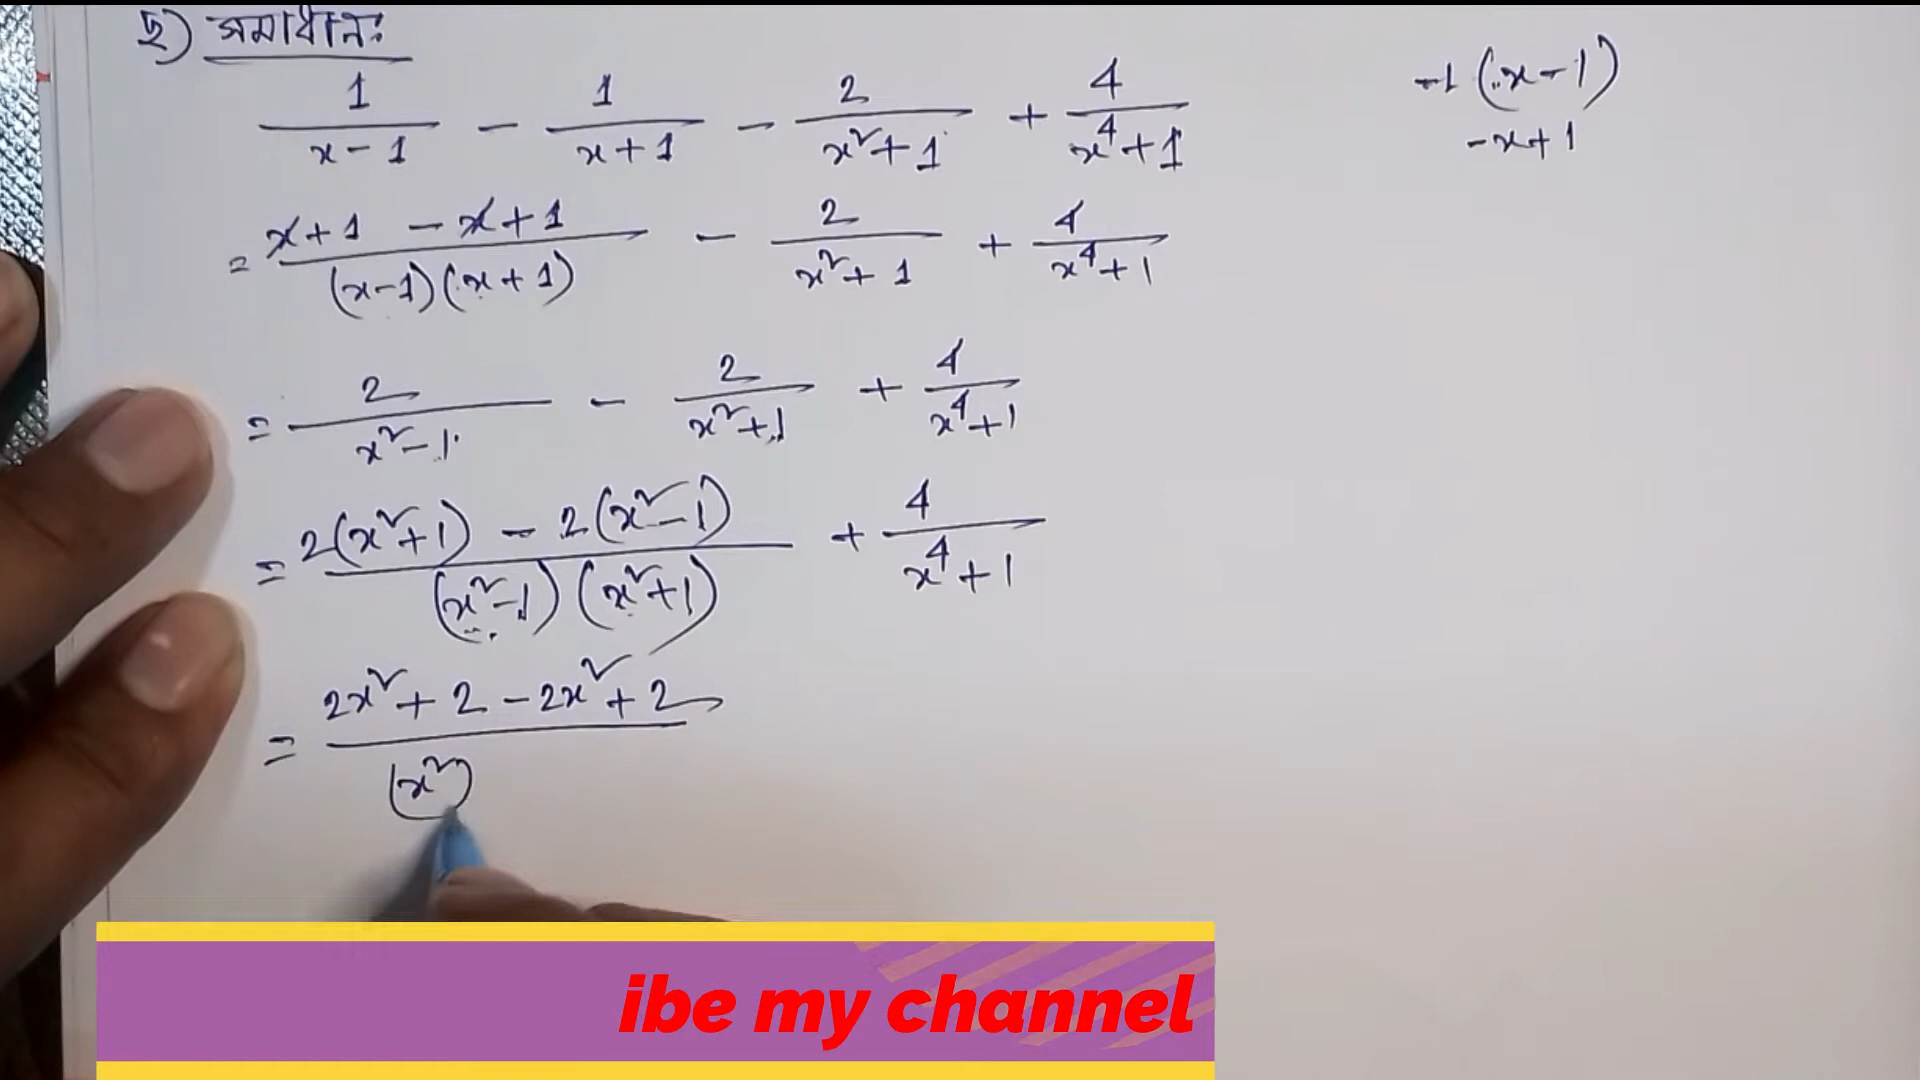 ছ) সমাধানঃ
1/(x-1) - 1/(x+1) - 2/(x²+1) + 4/(x⁴+1)
-1(x-1)
-x+1
= (x+1 -x+1)/((x-1)(x+1)) - 2/(x²+1) + 4/(x⁴+1)
= 2/(x²-1) - 2/(x²+1) + 4/(x⁴+1)
= (2(x²+1) - 2(x²-1))/((x²-1)(x²+1)) + 4/(x⁴+1)
= (2x²+2-2x²+2)/(x²)
ibe my channel